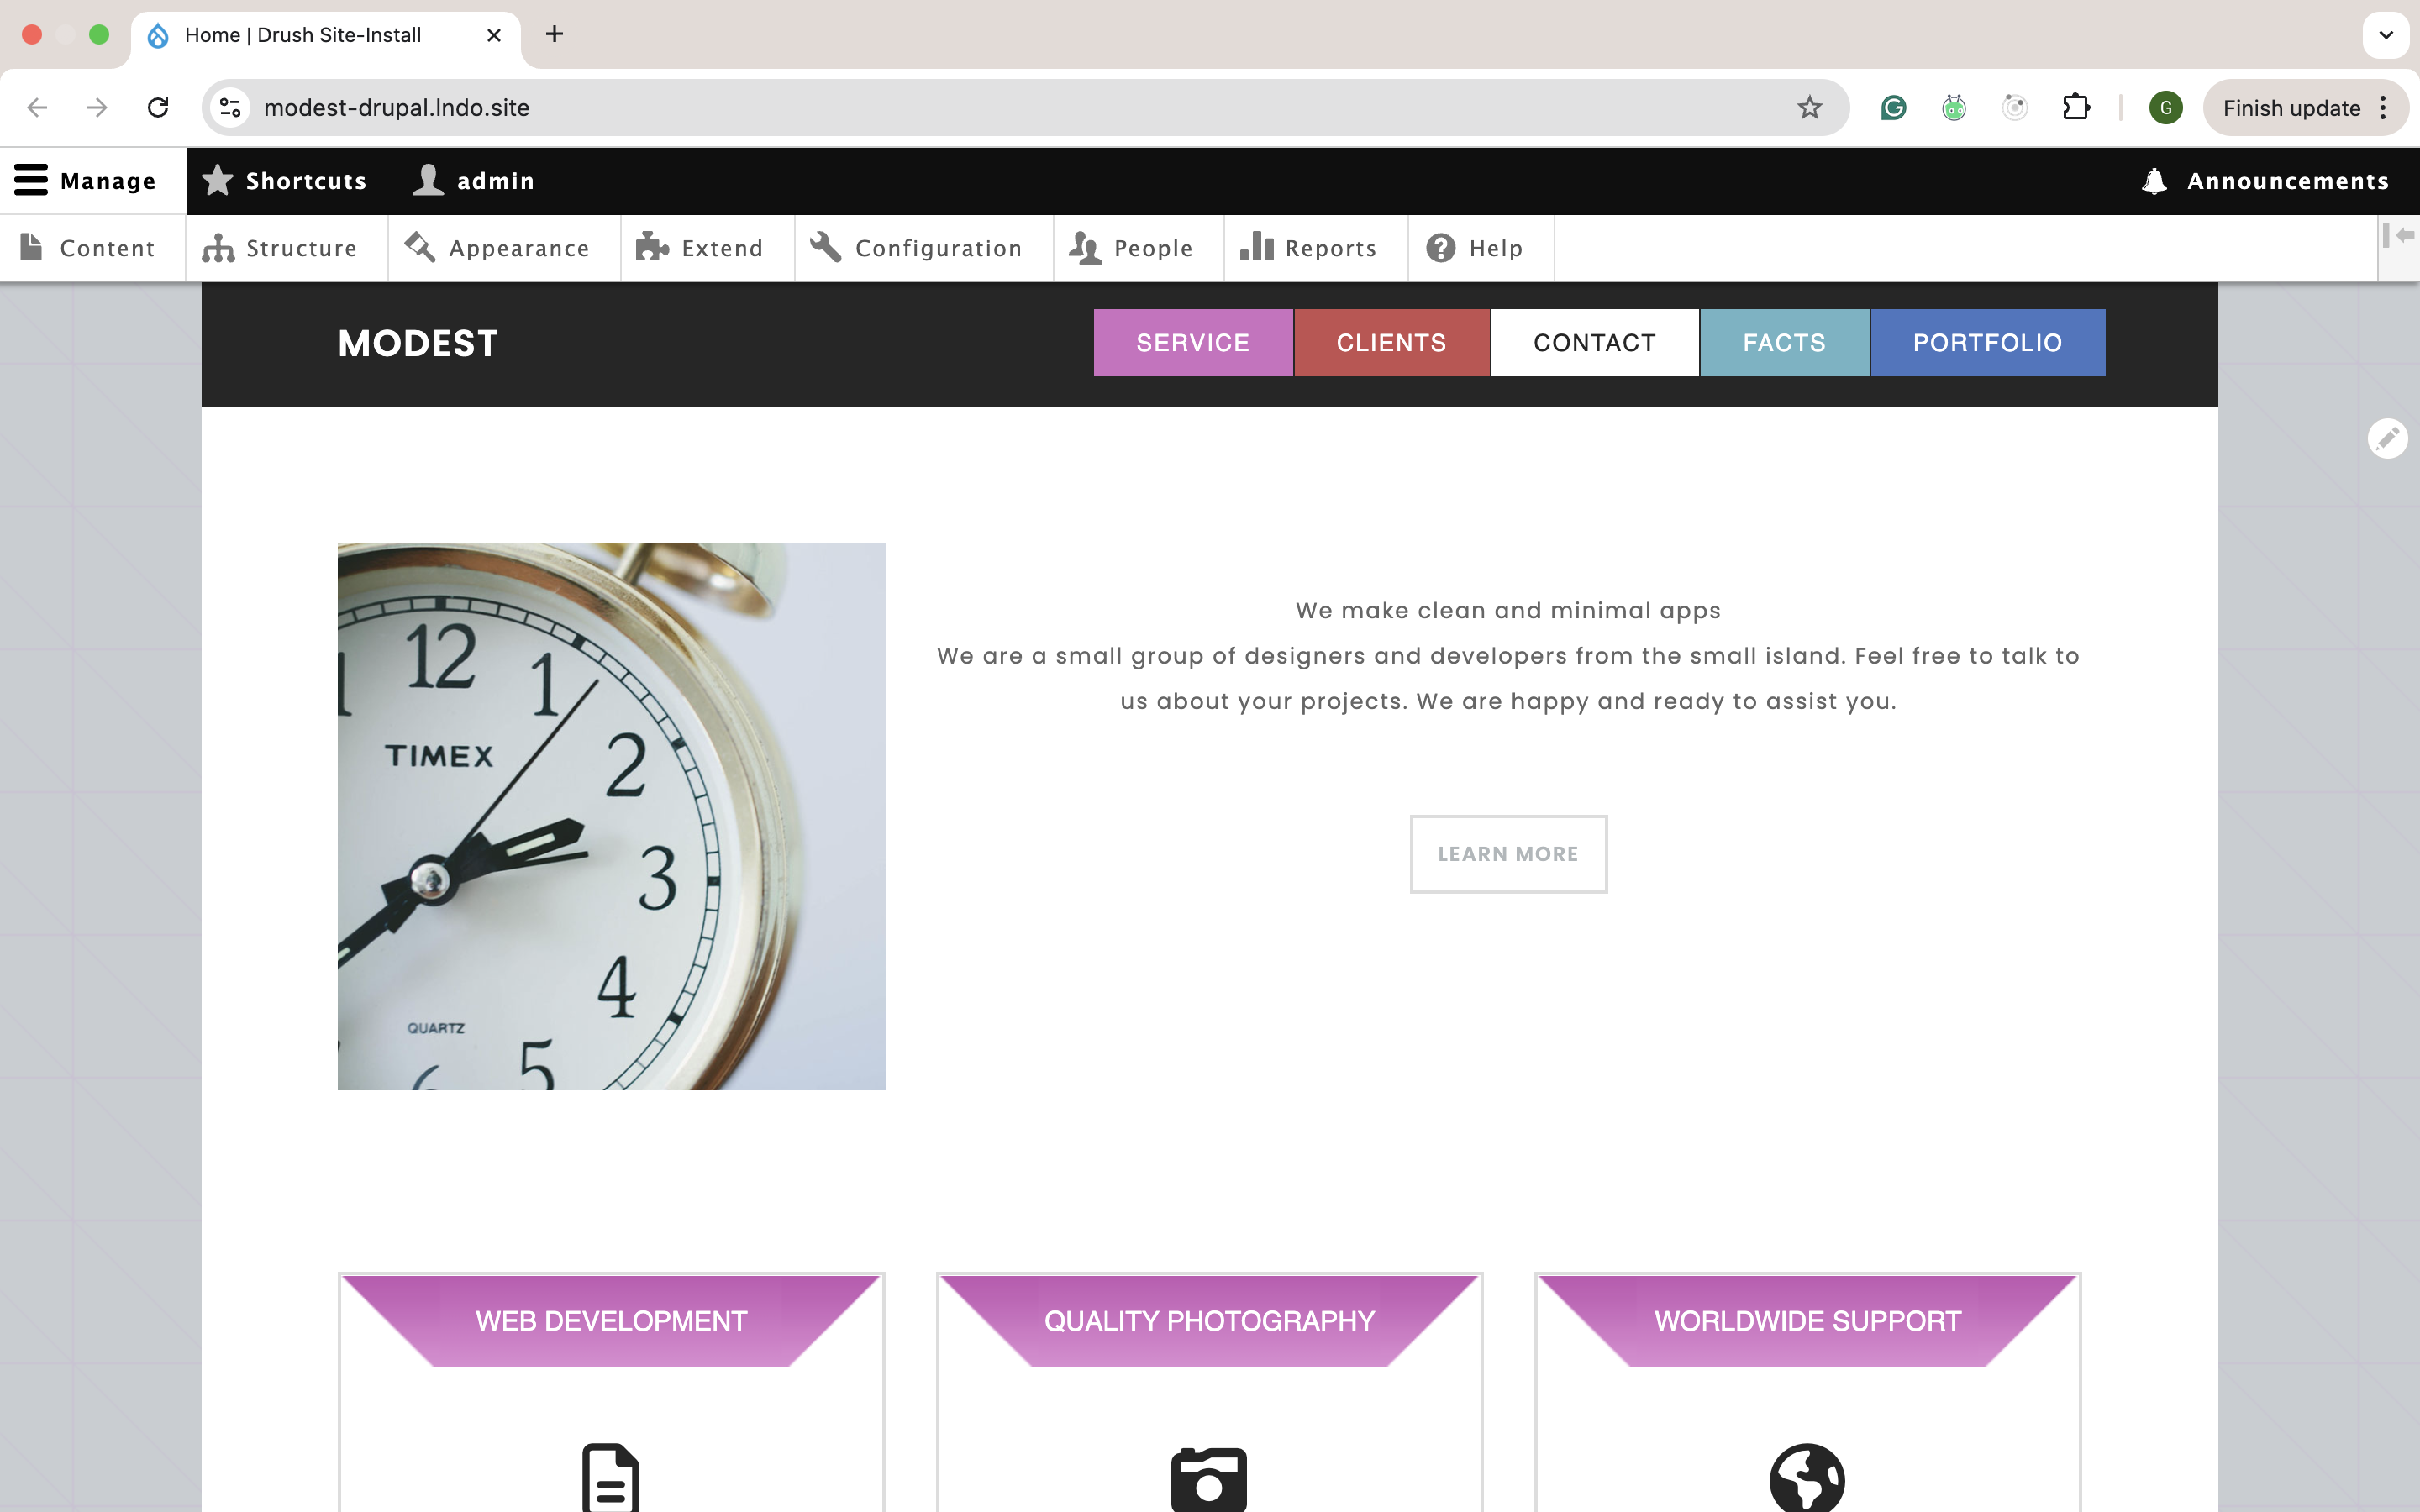 Home | Drush Site-Install
modest-drupal.lndo.site
G
Finish update
Manage
Shortcuts
admin
Announcements
Content
Structure
Appearance
Extend
Configuration
People
Reports
Help
MODEST
SERVICE
CLIENTS
CONTACT
FACTS
PORTFOLIO
12
1
2
3
4
5
6
TIMEX
QUARTZ
We make clean and minimal apps
We are a small group of designers and developers from the small island. Feel free to talk to
us about your projects. We are happy and ready to assist you.
LEARN MORE
WEB DEVELOPMENT
QUALITY PHOTOGRAPHY
WORLDWIDE SUPPORT